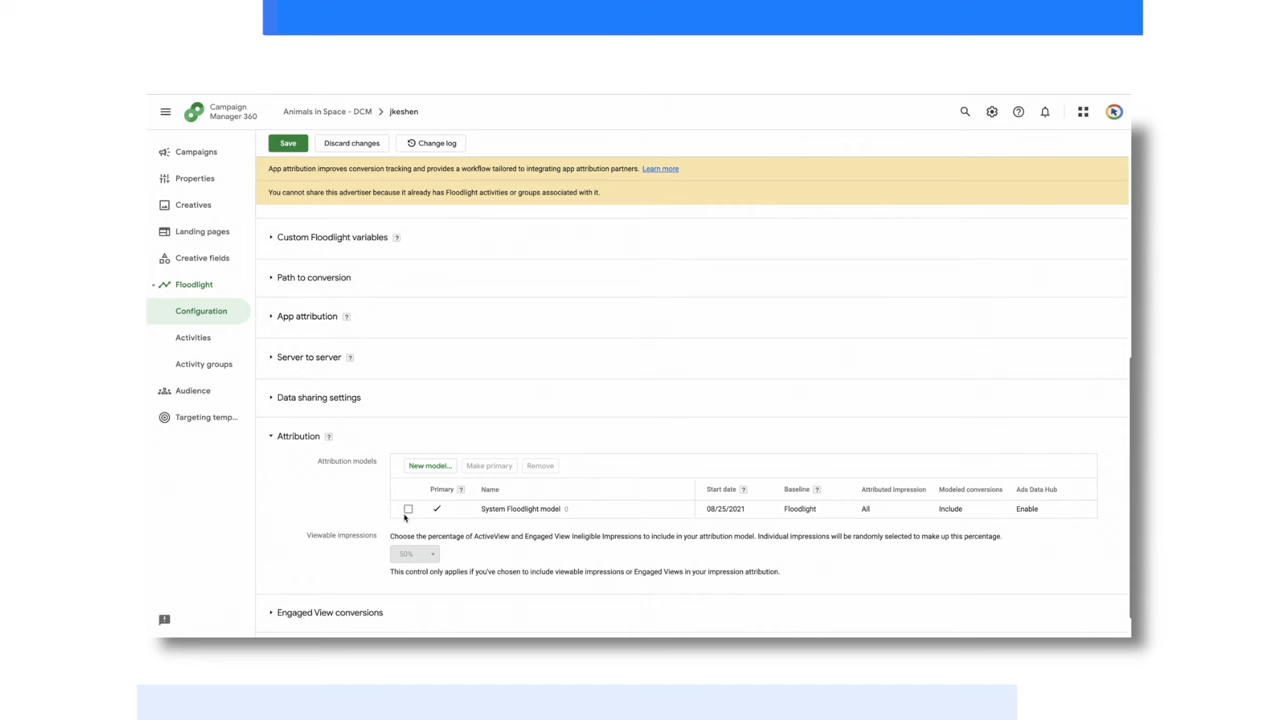 Campaign
Manager 360
Animals in Space - DCM > jkeshen
Save
Discard changes
Change log
App attribution improves conversion tracking and provides a workflow tailored to integrating app attribution partners. Learn more
You cannot share this advertiser because it already has Floodlight activities or groups associated with it.
Campaigns
Properties
Creatives
Landing pages
Creative fields
Floodlight
Configuration
Activities
Activity groups
Audience
Targeting temp...
Custom Floodlight variables ?
Path to conversion
App attribution ?
Server to server ?
Data sharing settings
Attribution ?
Attribution models
New model... Make primary Remove
Primary ? Name Start date ? Baseline ? Attributed Impression Modeled conversions Ads Data Hub
System Floodlight model 0 08/25/2021 Floodlight All Include Enable
Viewable impressions
Choose the percentage of ActiveView and Engaged View Ineligible Impressions to include in your attribution model. Individual impressions will be randomly selected to make up this percentage.
50%
This control only applies if you've chosen to include viewable impressions or Engaged Views in your impression attribution.
Engaged View conversions